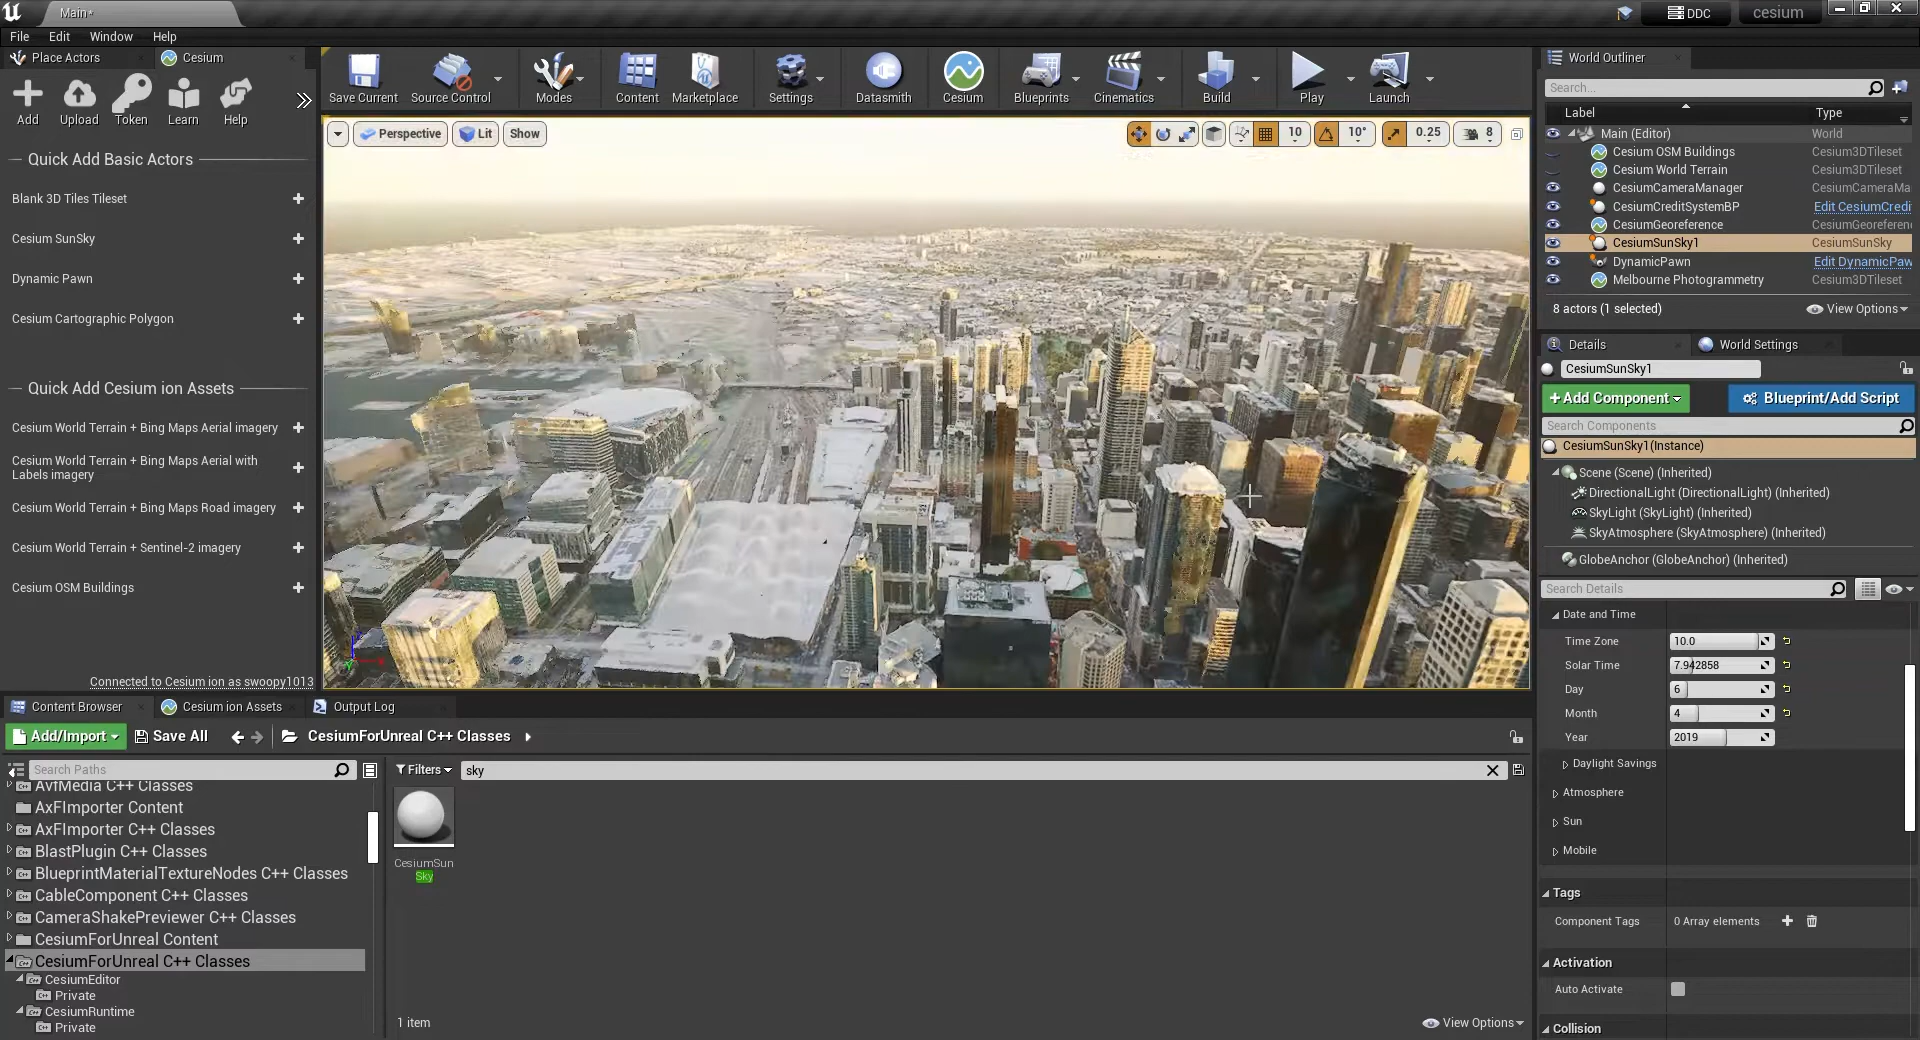 Main*
DDC
cesium
File Edit Window Help
Place Actors
Cesium
Add Upload Token Learn Help
Quick Add Basic Actors
Blank 3D Tiles Tileset
Cesium SunSky
Dynamic Pawn
Cesium Cartographic Polygon
Quick Add Cesium ion Assets
Cesium World Terrain + Bing Maps Aerial imagery
Cesium World Terrain + Bing Maps Aerial with
Labels imagery
Cesium World Terrain + Bing Maps Road imagery
Cesium World Terrain + Sentinel-2 imagery
Cesium OSM Buildings
Connected to Cesium ion as swoopy1013
Save Current Source Control Modes Content Marketplace Settings Datasmith Cesium Blueprints Cinematics Build Play Launch
Perspective Lit Show
10 10° 0.25 8
World Outliner
Search...
Label Type
Main (Editor) World
Cesium OSM Buildings Cesium3DTileset
Cesium World Terrain Cesium3DTileset
CesiumCameraManager CesiumCameraMa
CesiumCreditSystemBP Edit CesiumCredi
CesiumGeoreference CesiumGeoreferenc
CesiumSunSky1 CesiumSunSky
DynamicPawn Edit DynamicPaw
Melbourne Photogrammetry Cesium3DTileset
8 actors (1 selected) View Options
Details World Settings
CesiumSunSky1
+Add Component Blueprint/Add Script
Search Components
CesiumSunSky1(Instance)
Scene (Scene) (Inherited)
DirectionalLight (DirectionalLight) (Inherited)
SkyLight (SkyLight) (Inherited)
SkyAtmosphere (SkyAtmosphere) (Inherited)
GlobeAnchor (GlobeAnchor) (Inherited)
Search Details
Date and Time
Time Zone 10.0
Solar Time 7.942858
Day 6
Month 4
Year 2019
Daylight Savings
Atmosphere
Sun
Mobile
Tags
Component Tags 0 Array elements
Activation
Auto Activate
Collision
Content Browser Cesium ion Assets Output Log
Add/Import Save All CesiumForUnreal C++ Classes
Search Paths
Filters sky
AvfMedia C++ Classes
AxFImporter Content
AxFImporter C++ Classes
BlastPlugin C++ Classes
BlueprintMaterialTextureNodes C++ Classes
CableComponent C++ Classes
CameraShakePreviewer C++ Classes
CesiumForUnreal Content
CesiumForUnreal C++ Classes
CesiumEditor
Private
CesiumRuntime
Private
CesiumSun
Sky
1 item View Options